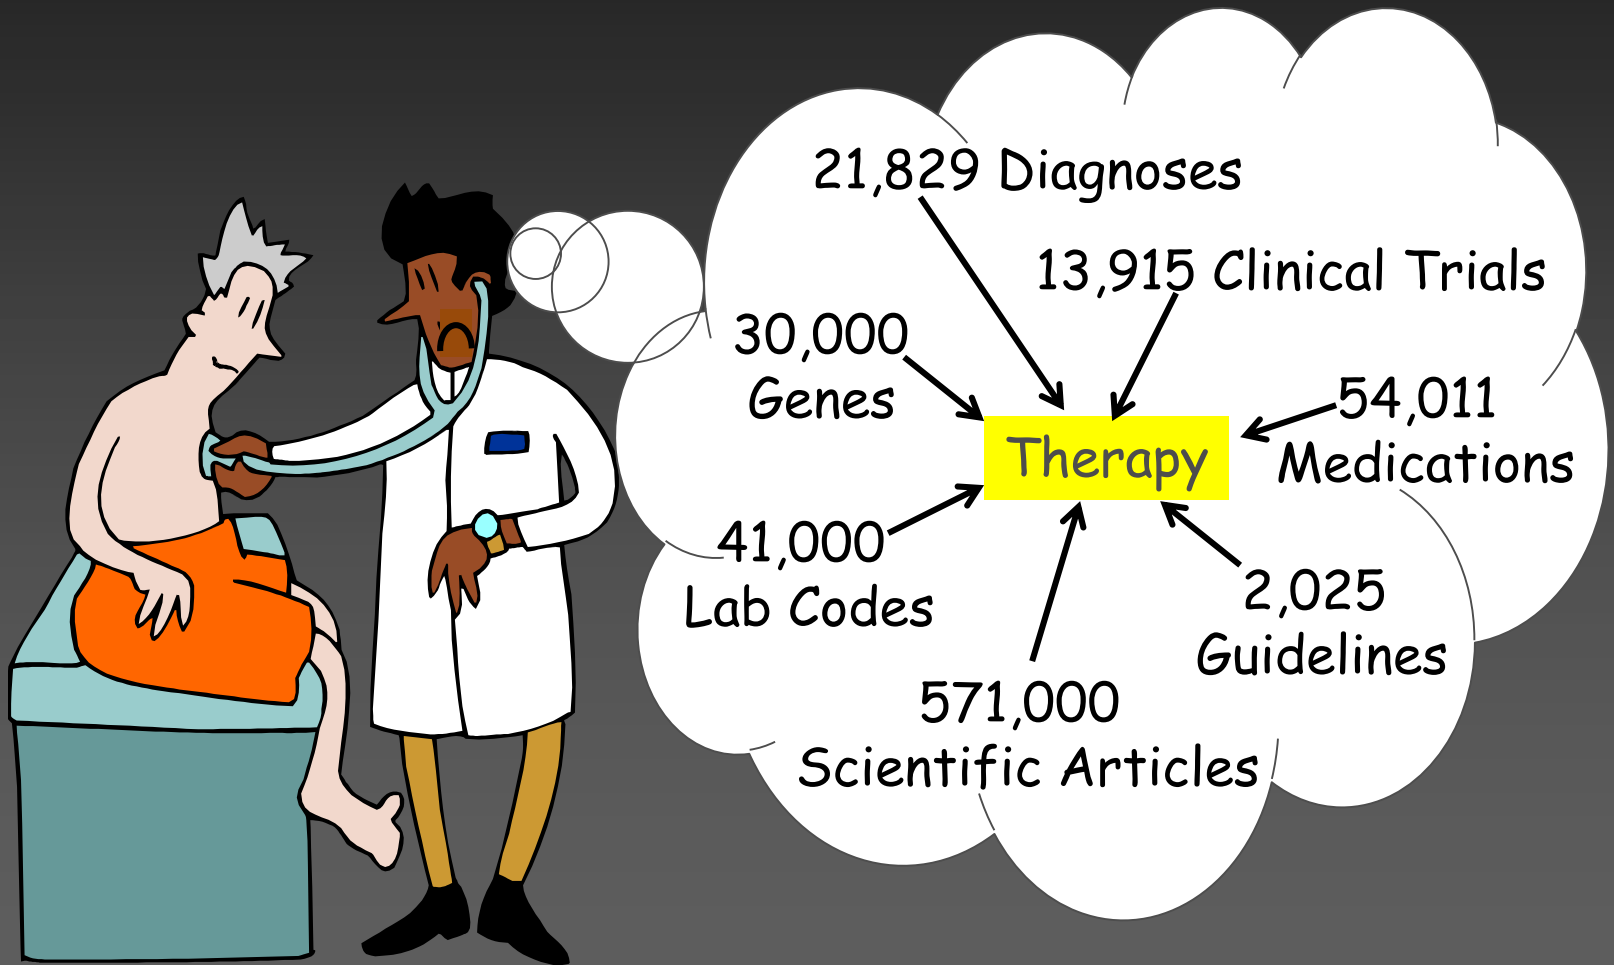 21,829 Diagnoses
13,915 Clinical Trials
30,000
Genes
54,011
Medications
Therapy
41,000
Lab Codes
2,025
Guidelines
571,000
Scientific Articles